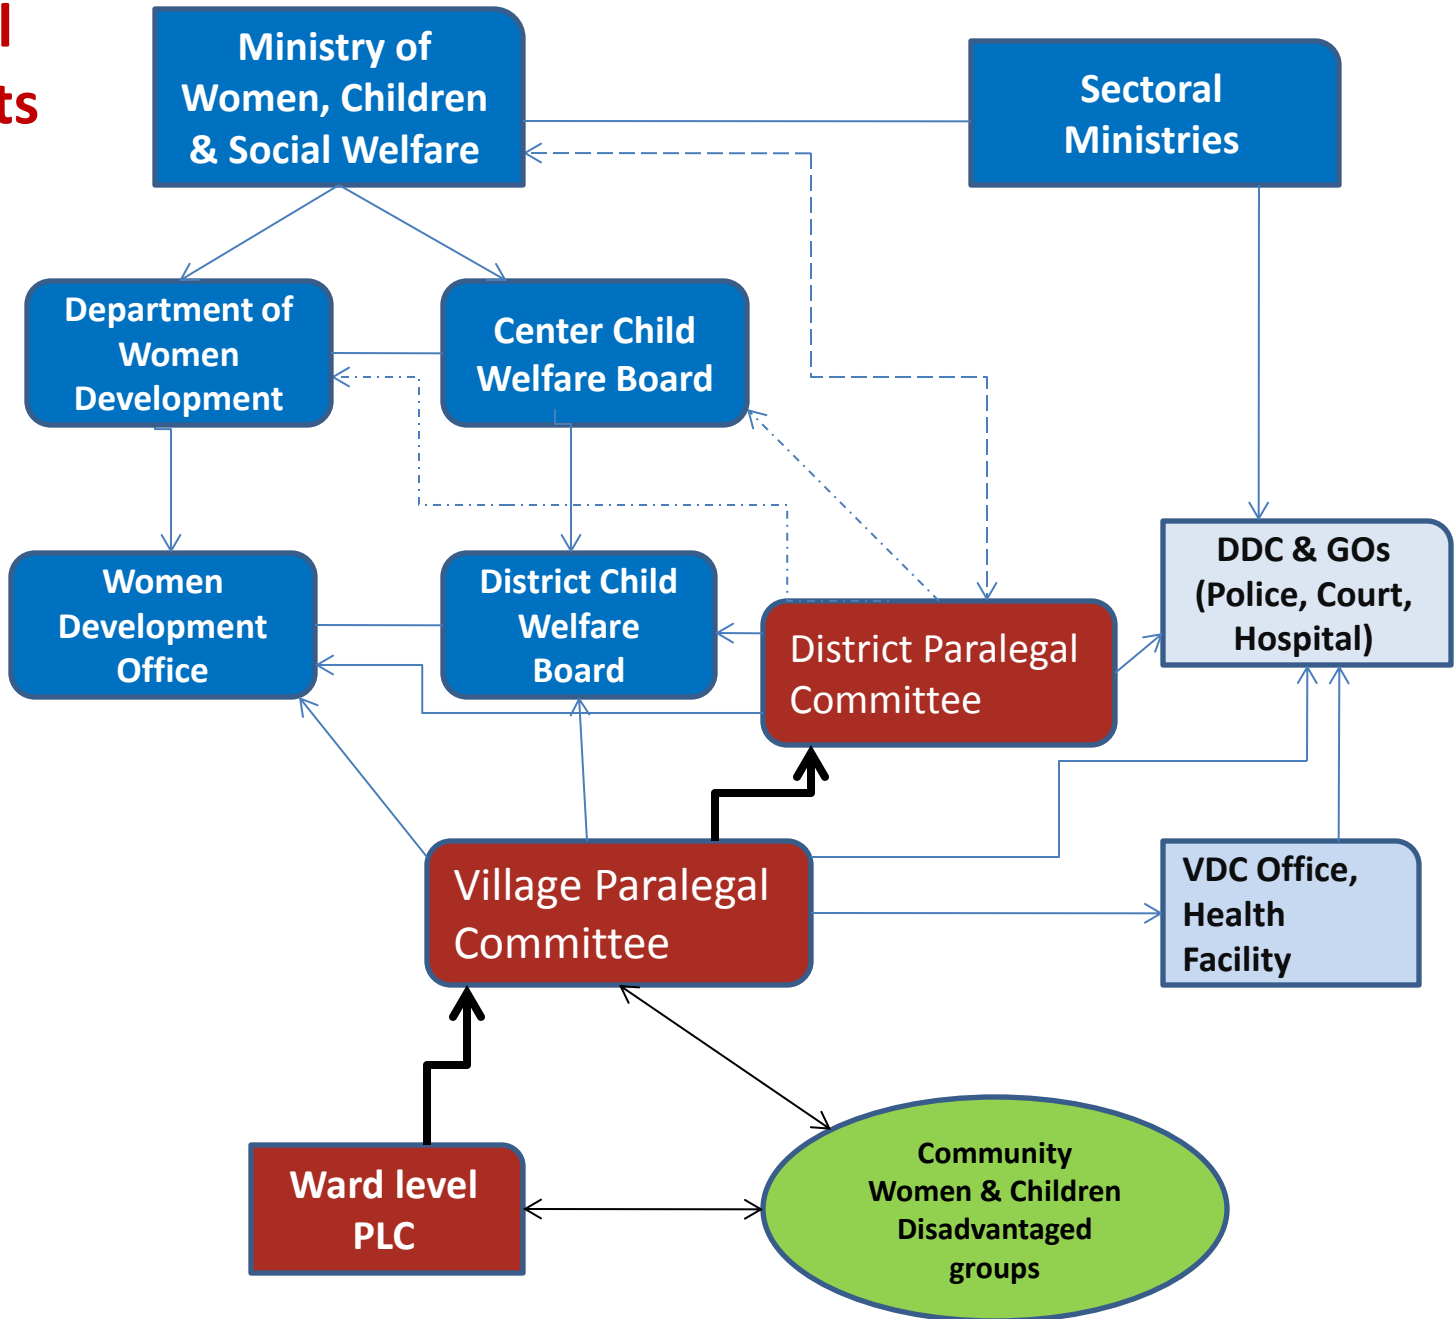 Ministry of
Women, Children
& Social Welfare
Sectoral
Ministries
Department of
Women
Development
Center Child
Welfare Board
Women
Development
Office
District Child
Welfare
Board
District Paralegal
Committee
DDC & GOs
(Police, Court,
Hospital)
Village Paralegal
Committee
VDC Office,
Health
Facility
Ward level
PLC
Community
Women & Children
Disadvantaged
groups